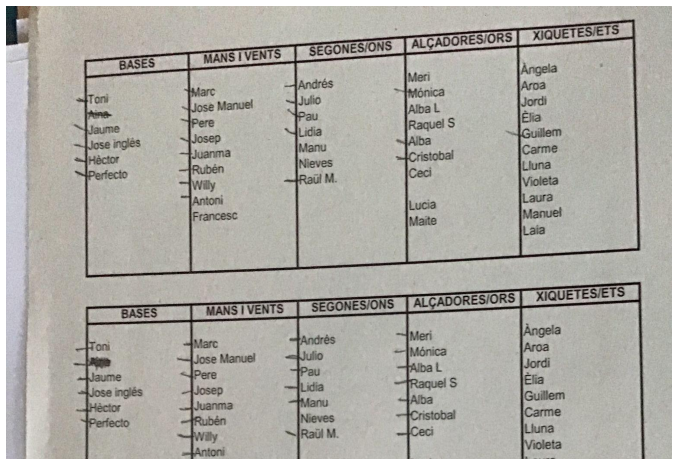 BASES MANS I VENTS SEGONES/ONS ALÇADORES/ORS XIQUETES/ETS
Toni Marc Andrés Meri Àngela
Aina Jose Manuel Julio Mónica Aroa
Jaume Pere Pau Alba L Jordi
Jose inglés Josep Lidia Raquel S Èlia
Hèctor Juanma Manu Alba Guillem
Perfecto Rubén Nieves Cristobal Carme
Willy Raül M. Ceci Lluna
Antoni Violeta
Francesc Lucia Laura
Maite Manuel
Laia
BASES MANS I VENTS SEGONES/ONS ALÇADORES/ORS XIQUETES/ETS
Toni Marc Andrés Meri Àngela
Jose Manuel Julio Mónica Aroa
Jaume Pere Pau Alba L Jordi
Jose inglés Josep Lidia Raquel S Èlia
Hèctor Juanma Manu Alba Guillem
Perfecto Rubén Nieves Cristobal Carme
Willy Raül M. Ceci Lluna
Antoni Violeta